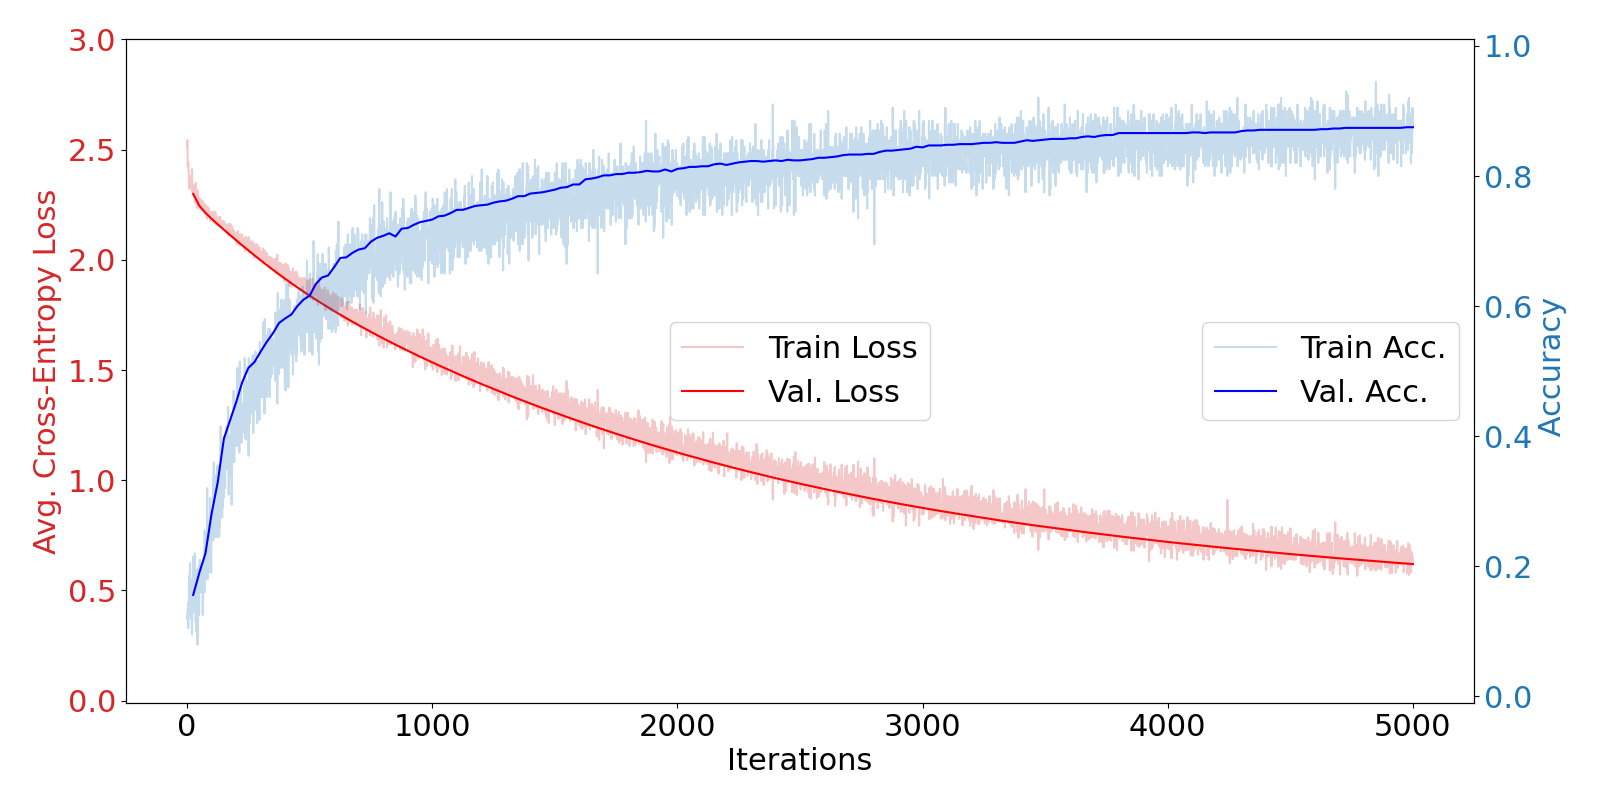 Avg. Cross-Entropy Loss
3.0
2.5
2.0
1.5
1.0
0.5
0.0
Train Loss
Val. Loss
Train Acc.
Val. Acc.
1.0
0.8
0.6
0.4
0.2
0.0
Accuracy
0 1000 2000 3000 4000 5000
Iterations